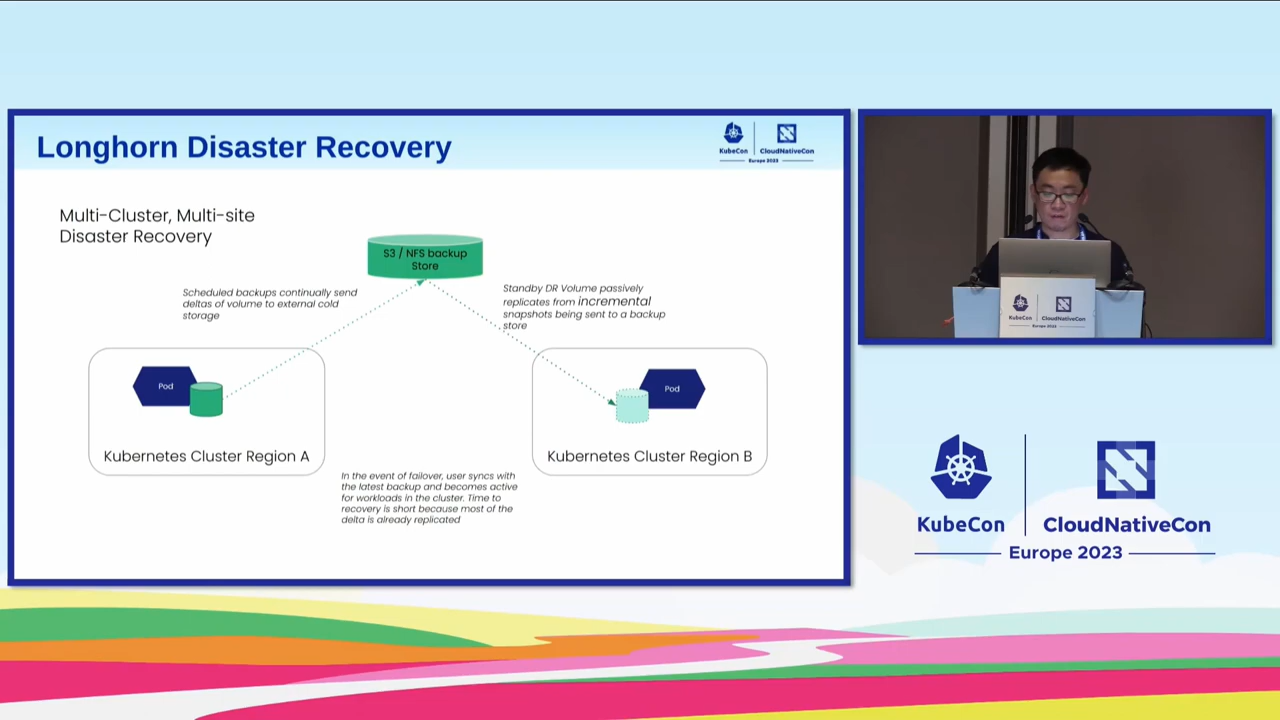 Longhorn Disaster Recovery
KubeCon
CloudNativeCon
Europe 2023
Multi-Cluster, Multi-site
Disaster Recovery
S3 / NFS backup
Store
Scheduled backups continually send
deltas of volume to external cold
storage
Standby DR Volume passively
replicates from incremental
snapshots being sent to a backup
store
Pod
Kubernetes Cluster Region A
Pod
Kubernetes Cluster Region B
In the event of failover, user syncs with
the latest backup and becomes active
for workloads in the cluster. Time to
recovery is short because most of the
delta is already replicated
KubeCon
CloudNativeCon
Europe 2023
KubeCon
CloudNativeCon
Europe 2023